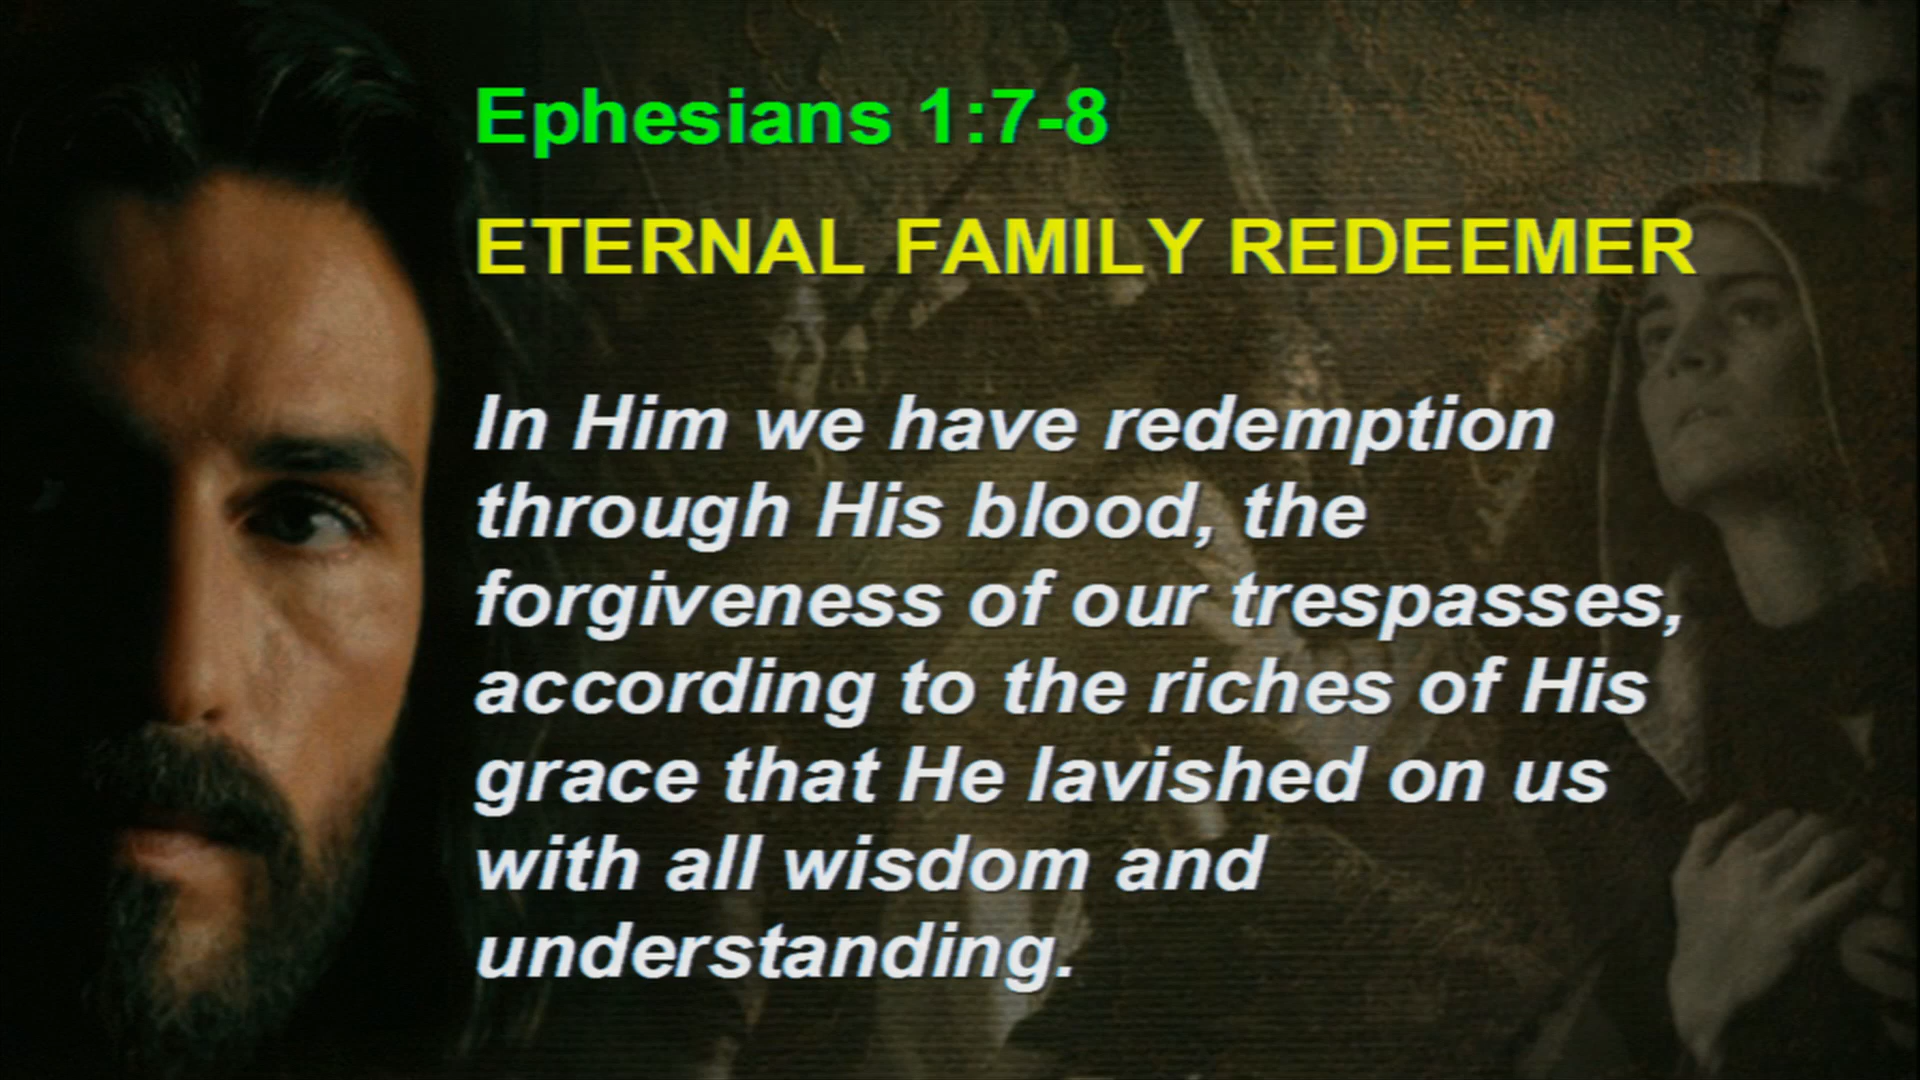 Ephesians 1:7-8
ETERNAL FAMILY REDEEMER
In Him we have redemption
through His blood, the
forgiveness of our trespasses,
according to the riches of His
grace that He lavished on us
with all wisdom and
understanding.